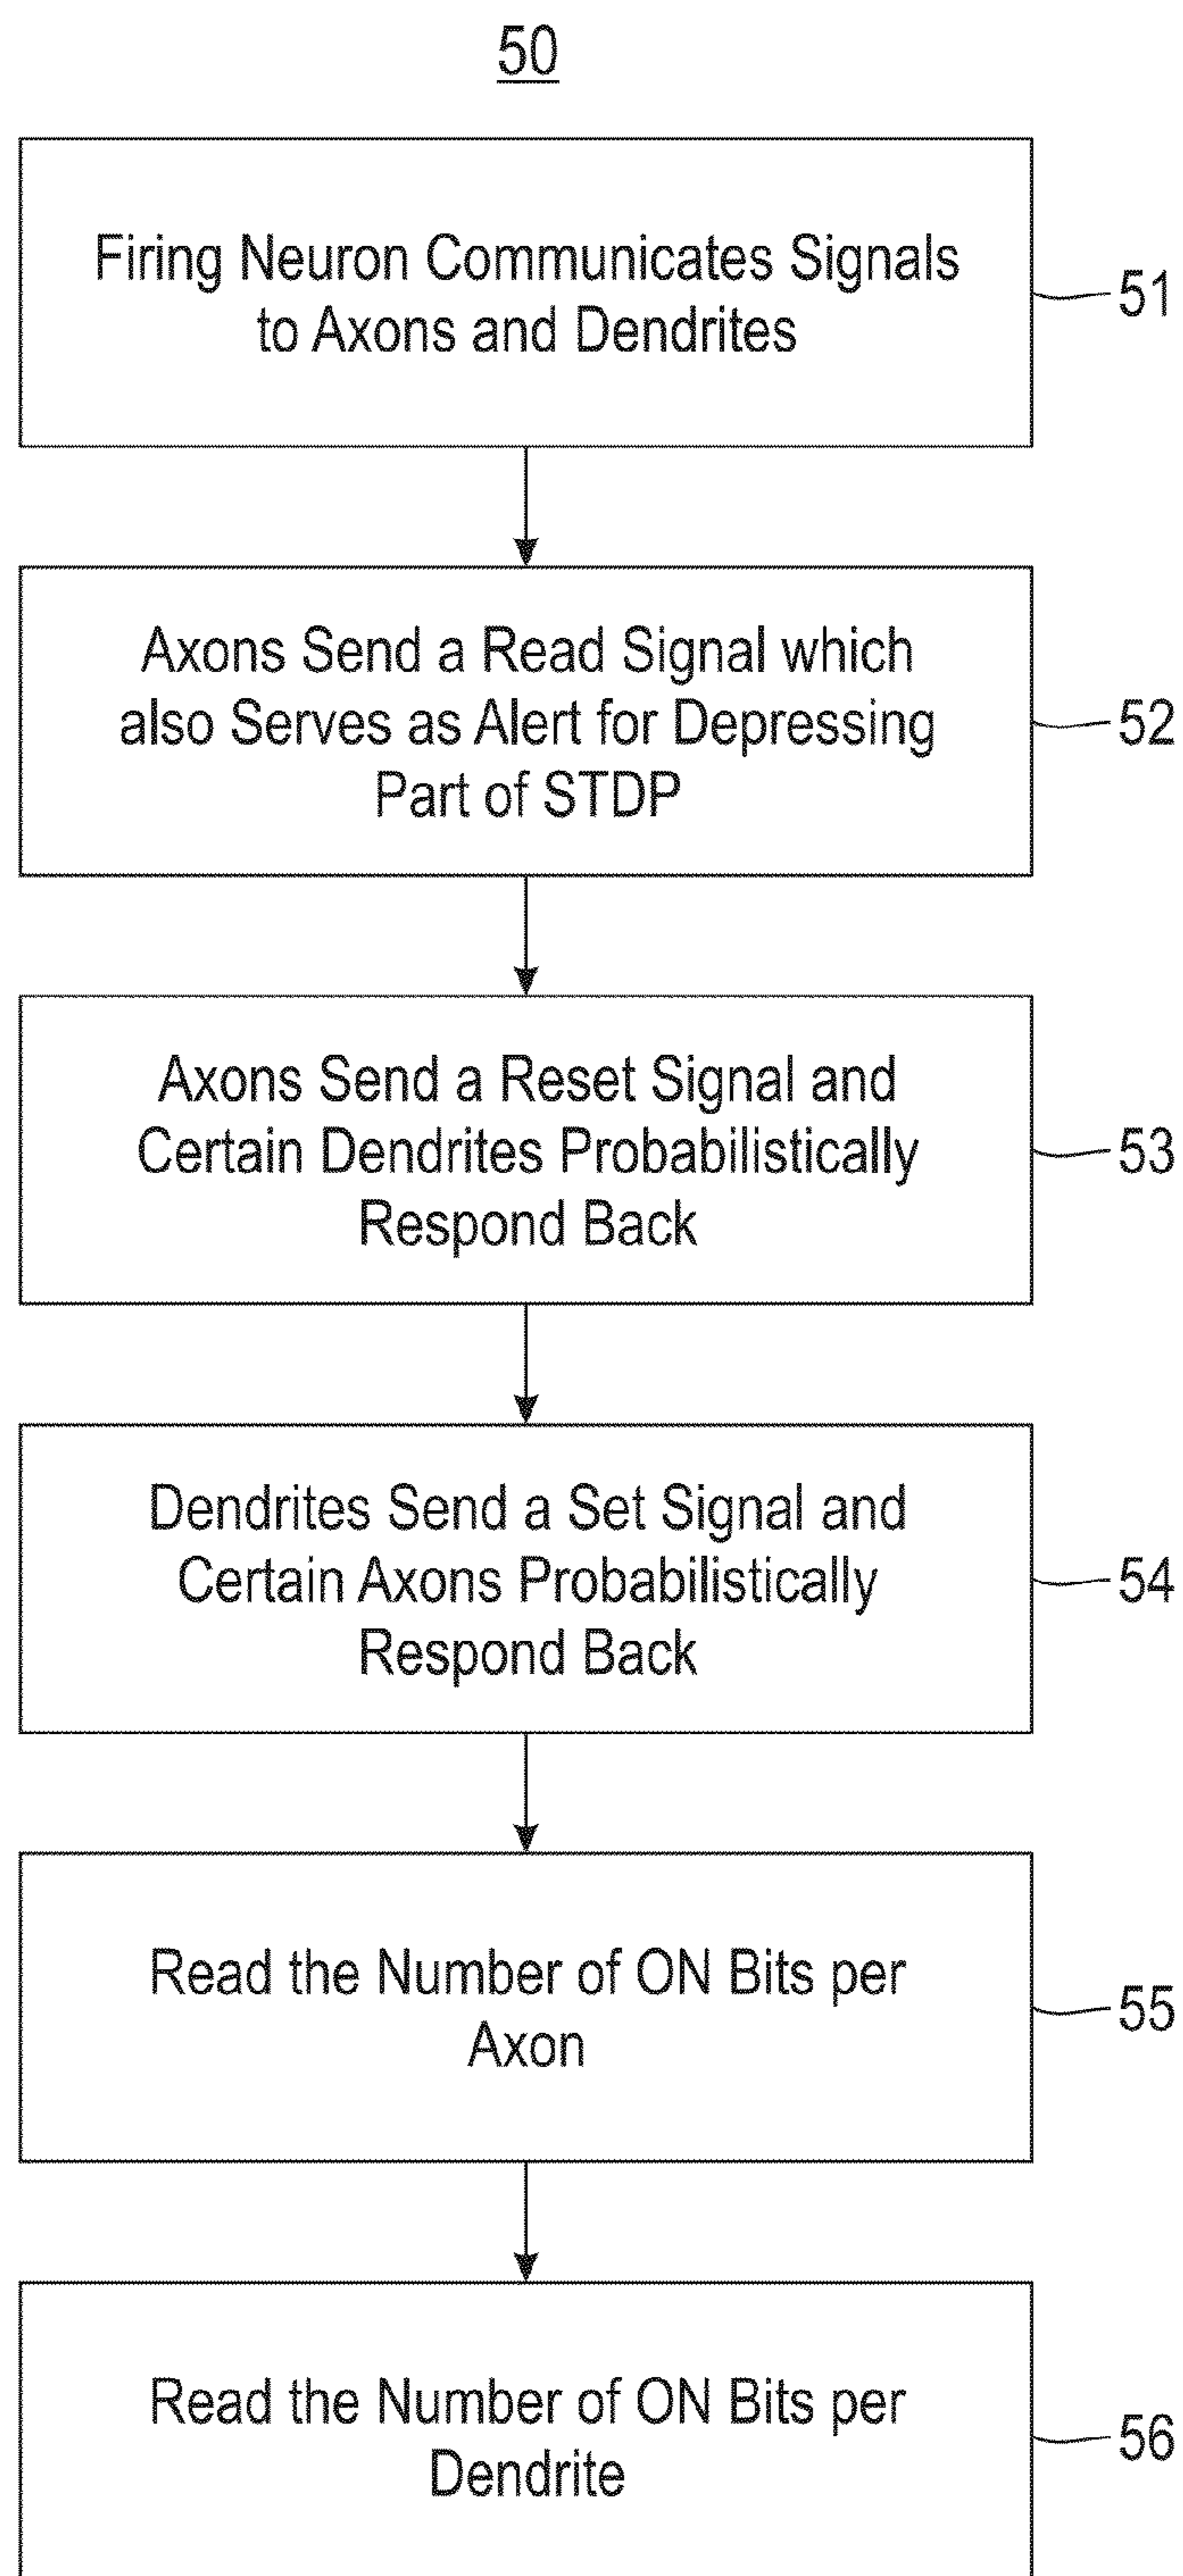 50
Firing Neuron Communicates Signals
to Axons and Dendrites
51
Axons Send a Read Signal which
also Serves as Alert for Depressing
Part of STDP
52
Axons Send a Reset Signal and
Certain Dendrites Probabilistically
Respond Back
53
Dendrites Send a Set Signal and
Certain Axons Probabilistically
Respond Back
54
Read the Number of ON Bits per
Axon
55
Read the Number of ON Bits per
Dendrite
56